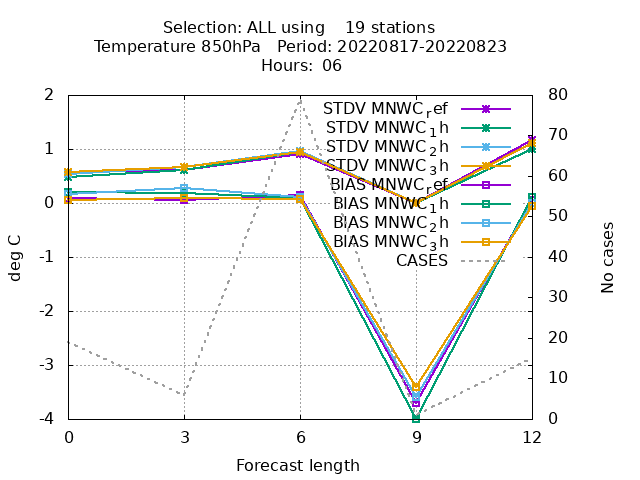 Selection: ALL using    19 stations
Temperature 850hPa   Period: 20220817-20220823
Hours:  06
STDV MNWC_ref
STDV MNWC_1h
STDV MNWC_2h
STDV MNWC_3h
BIAS MNWC_ref
BIAS MNWC_1h
BIAS MNWC_2h
BIAS MNWC_3h
CASES
2
1
0
-1
-2
-3
-4
80
70
60
50
40
30
20
10
0
deg C
No cases
0 3 6 9 12
Forecast length